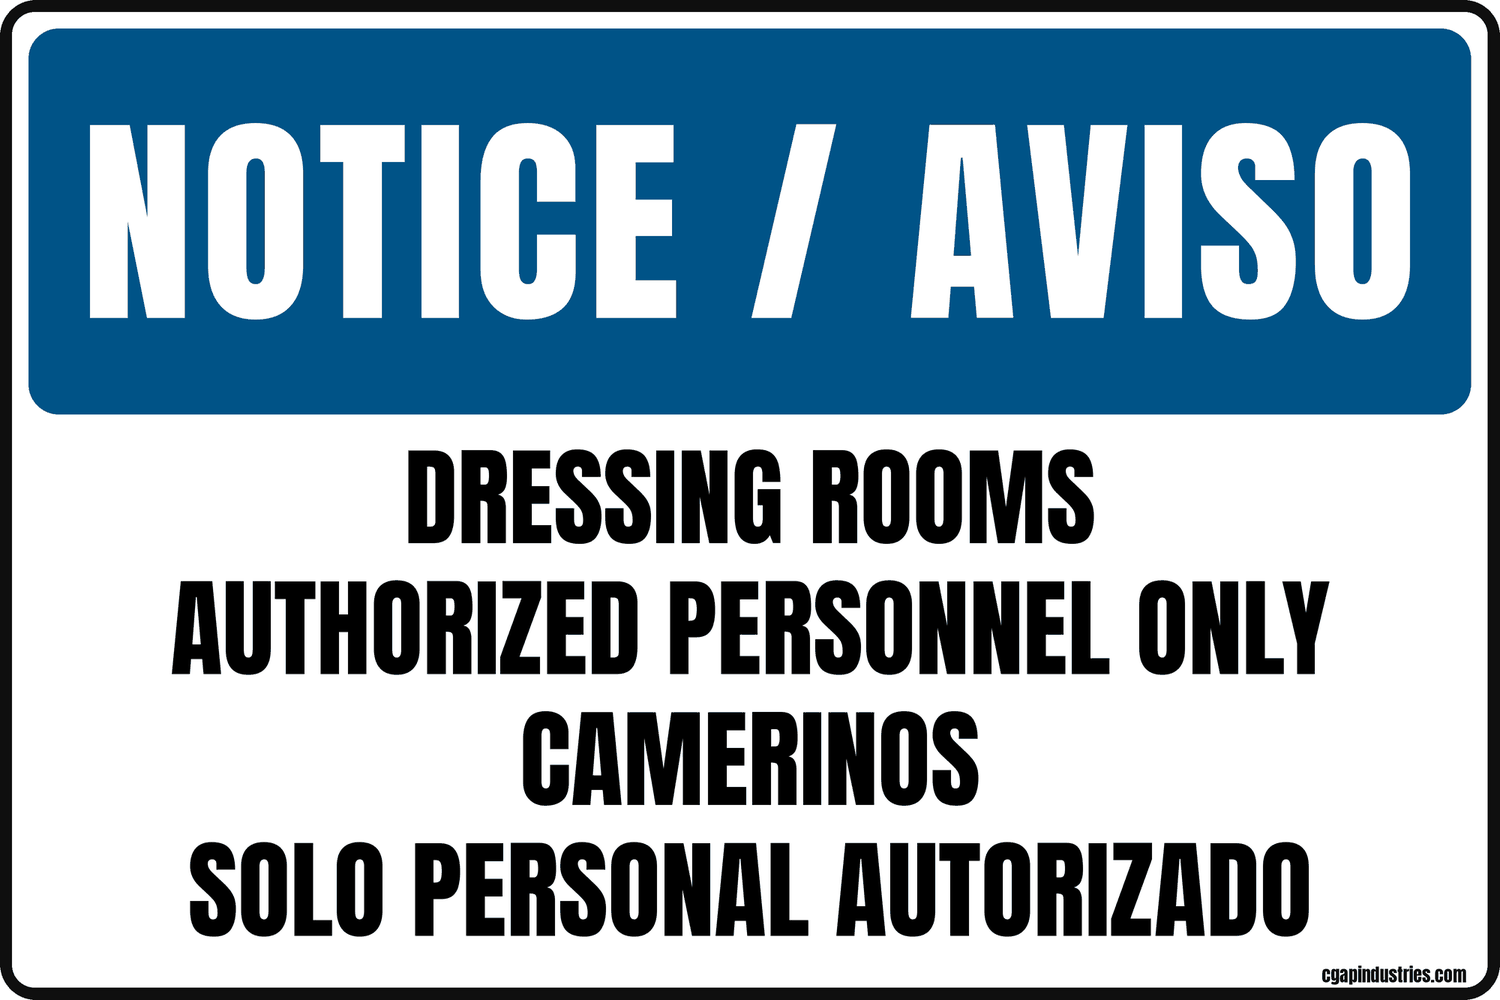 NOTICE / AVISO
DRESSING ROOMS
AUTHORIZED PERSONNEL ONLY
CAMERINOS
SOLO PERSONAL AUTORIZADO
cgapindustries.com